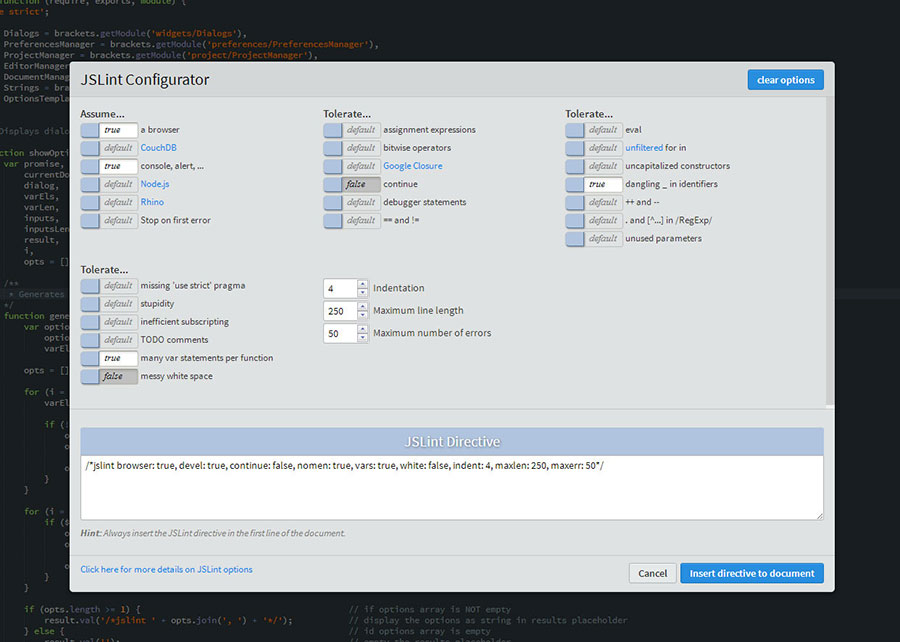 function (require, exports, module) {
e strict';
Dialogs = brackets.getModule('widgets/Dialogs'),
PreferencesManager = brackets.getModule('preferences/PreferencesManager'),
ProjectManager = brackets.getModule('project/ProjectManager'),
EditorManager
DocumentManag
Strings = bra
OptionsTempla
Displays dialo
ction showOpti
var promise,
currentDo
dialog,
varEls,
varLen,
inputs,
inputsLen
result,
i,
opts = []
/**
* Generates
*/
function gene
var optio
optio
varEl
opts = []
for (i =
varEl
if (!
o
o
o
}
}
for (i =
if ($
o
o
}
}
if (opts.length >= 1) { // if options array is NOT empty
result.val('/*jslint ' + opts.join(', ') + '*/'); // display the options as string in results placeholder
} else { // id options array is empty
JSLint Configurator
clear options
Assume...
true a browser
default CouchDB
true console, alert, ...
default Node.js
default Rhino
default Stop on first error
Tolerate...
default assignment expressions
default bitwise operators
default Google Closure
false continue
default debugger statements
default == and !=
Tolerate...
default eval
default unfiltered for in
default uncapitalized constructors
true dangling _ in identifiers
default ++ and --
default . and [^...] in /RegExp/
default unused parameters
Tolerate...
default missing 'use strict' pragma
default stupidity
default inefficient subscripting
default TODO comments
true many var statements per function
false messy white space
4 Indentation
250 Maximum line length
50 Maximum number of errors
JSLint Directive
/*jslint browser: true, devel: true, continue: false, nomen: true, vars: true, white: false, indent: 4, maxlen: 250, maxerr: 50*/
Hint: Always insert the JSLint directive in the first line of the document.
Click here for more details on JSLint options
Cancel
Insert directive to document